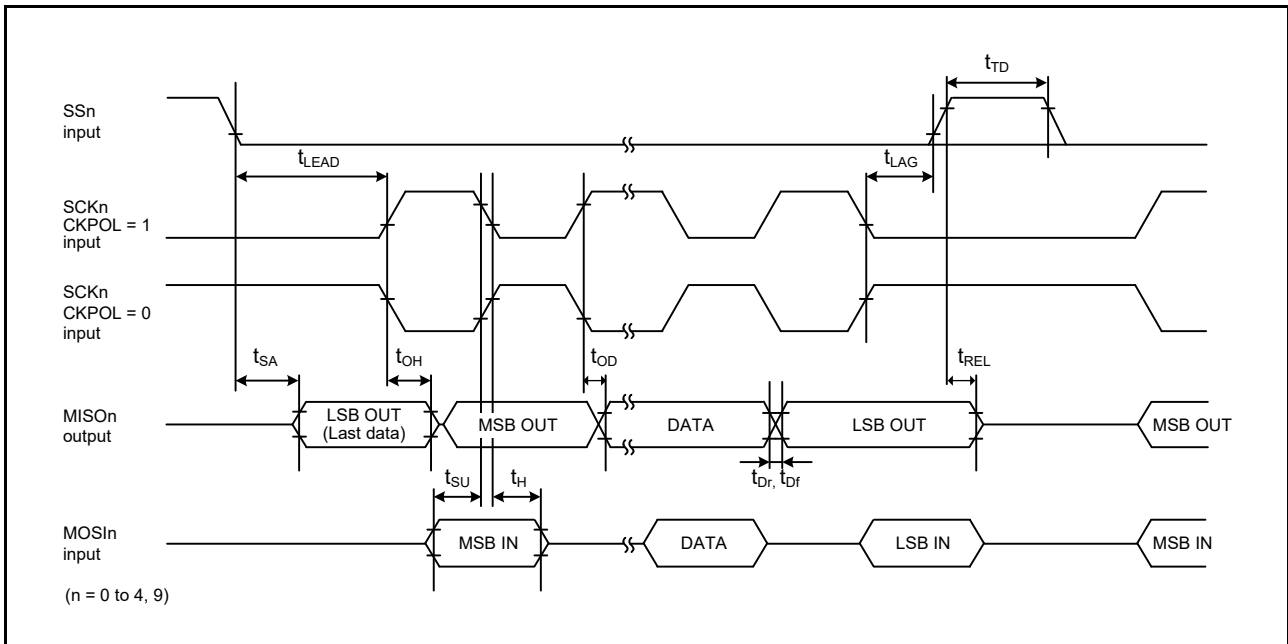 t_TD
SSn
input
t_LEAD
t_LAG
SCKn
CKPOL = 1
input
SCKn
CKPOL = 0
input
t_SA
t_OH
t_OD
t_REL
MISOn
output
LSB OUT
(Last data)
MSB OUT
DATA
LSB OUT
MSB OUT
t_SU
t_H
t_Dr, t_Df
MOSIn
input
MSB IN
DATA
LSB IN
MSB IN
(n = 0 to 4, 9)